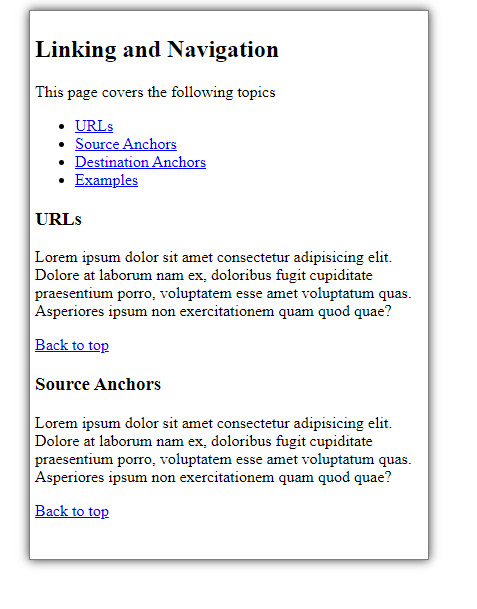 Linking and Navigation
This page covers the following topics
URLs
Source Anchors
Destination Anchors
Examples
URLs
Lorem ipsum dolor sit amet consectetur adipisicing elit.
Dolore at laborum nam ex, doloribus fugit cupiditate
praesentium porro, voluptatem esse amet voluptatum quas.
Asperiores ipsum non exercitationem quam quod quae?
Back to top
Source Anchors
Lorem ipsum dolor sit amet consectetur adipisicing elit.
Dolore at laborum nam ex, doloribus fugit cupiditate
praesentium porro, voluptatem esse amet voluptatum quas.
Asperiores ipsum non exercitationem quam quod quae?
Back to top